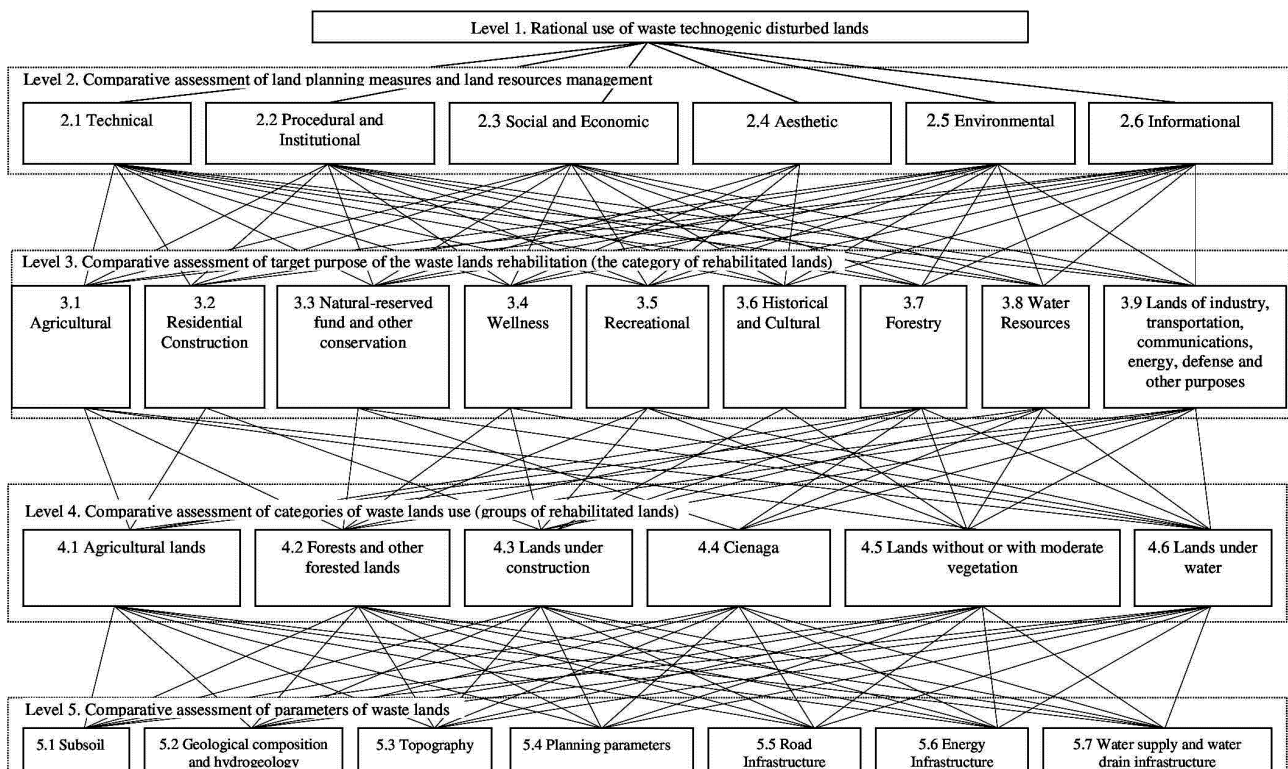 Level 1. Rational use of waste technogenic disturbed lands
Level 2. Comparative assessment of land planning measures and land resources management
2.1 Technical
2.2 Procedural and
Institutional
2.3 Social and Economic
2.4 Aesthetic
2.5 Environmental
2.6 Informational
Level 3. Comparative assessment of target purpose of the waste lands rehabilitation (the category of rehabilitated lands)
3.1
Agricultural
3.2
Residential
Construction
3.3 Natural-reserved
fund and other
conservation
3.4
Wellness
3.5
Recreational
3.6 Historical
and Cultural
3.7
Forestry
3.8 Water
Resources
3.9 Lands of industry,
transportation,
communications,
energy, defense and
other purposes
Level 4. Comparative assessment of categories of waste lands use (groups of rehabilitated lands)
4.1 Agricultural lands
4.2 Forests and other
forested lands
4.3 Lands under
construction
4.4 Cienaga
4.5 Lands without or with moderate
vegetation
4.6 Lands under
water
Level 5. Comparative assessment of parameters of waste lands
5.1 Subsoil
5.2 Geological composition
and hydrogeology
5.3 Topography
5.4 Planning parameters
5.5 Road
Infrastructure
5.6 Energy
Infrastructure
5.7 Water supply and water
drain infrastructure